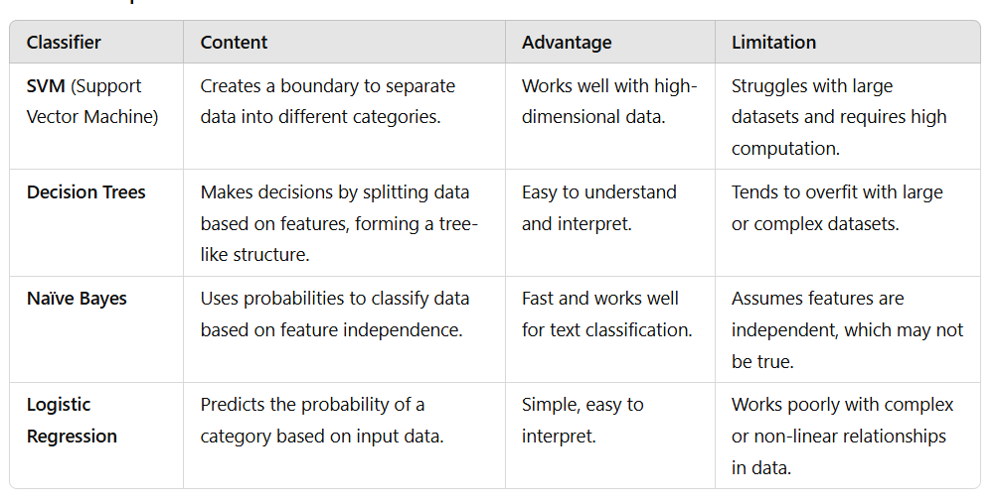 Classifier Content Advantage Limitation
SVM (Support Vector Machine)
Creates a boundary to separate data into different categories.
Works well with high-dimensional data.
Struggles with large datasets and requires high computation.
Decision Trees
Makes decisions by splitting data based on features, forming a tree-like structure.
Easy to understand and interpret.
Tends to overfit with large or complex datasets.
Naïve Bayes
Uses probabilities to classify data based on feature independence.
Fast and works well for text classification.
Assumes features are independent, which may not be true.
Logistic Regression
Predicts the probability of a category based on input data.
Simple, easy to interpret.
Works poorly with complex or non-linear relationships in data.